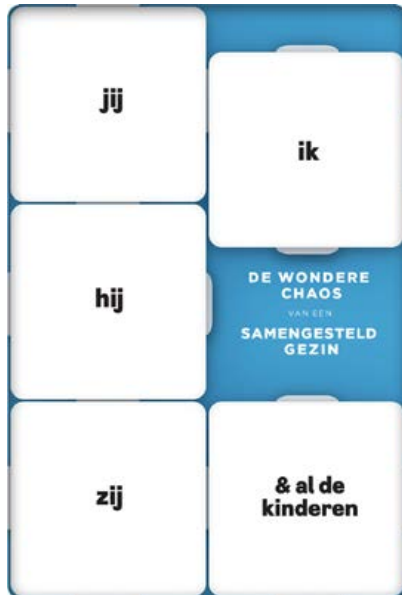 jij
ik
hij
DE WONDERE
CHAOS
VAN EEN
SAMENGESTELD
GEZIN
zij
& al de
kinderen